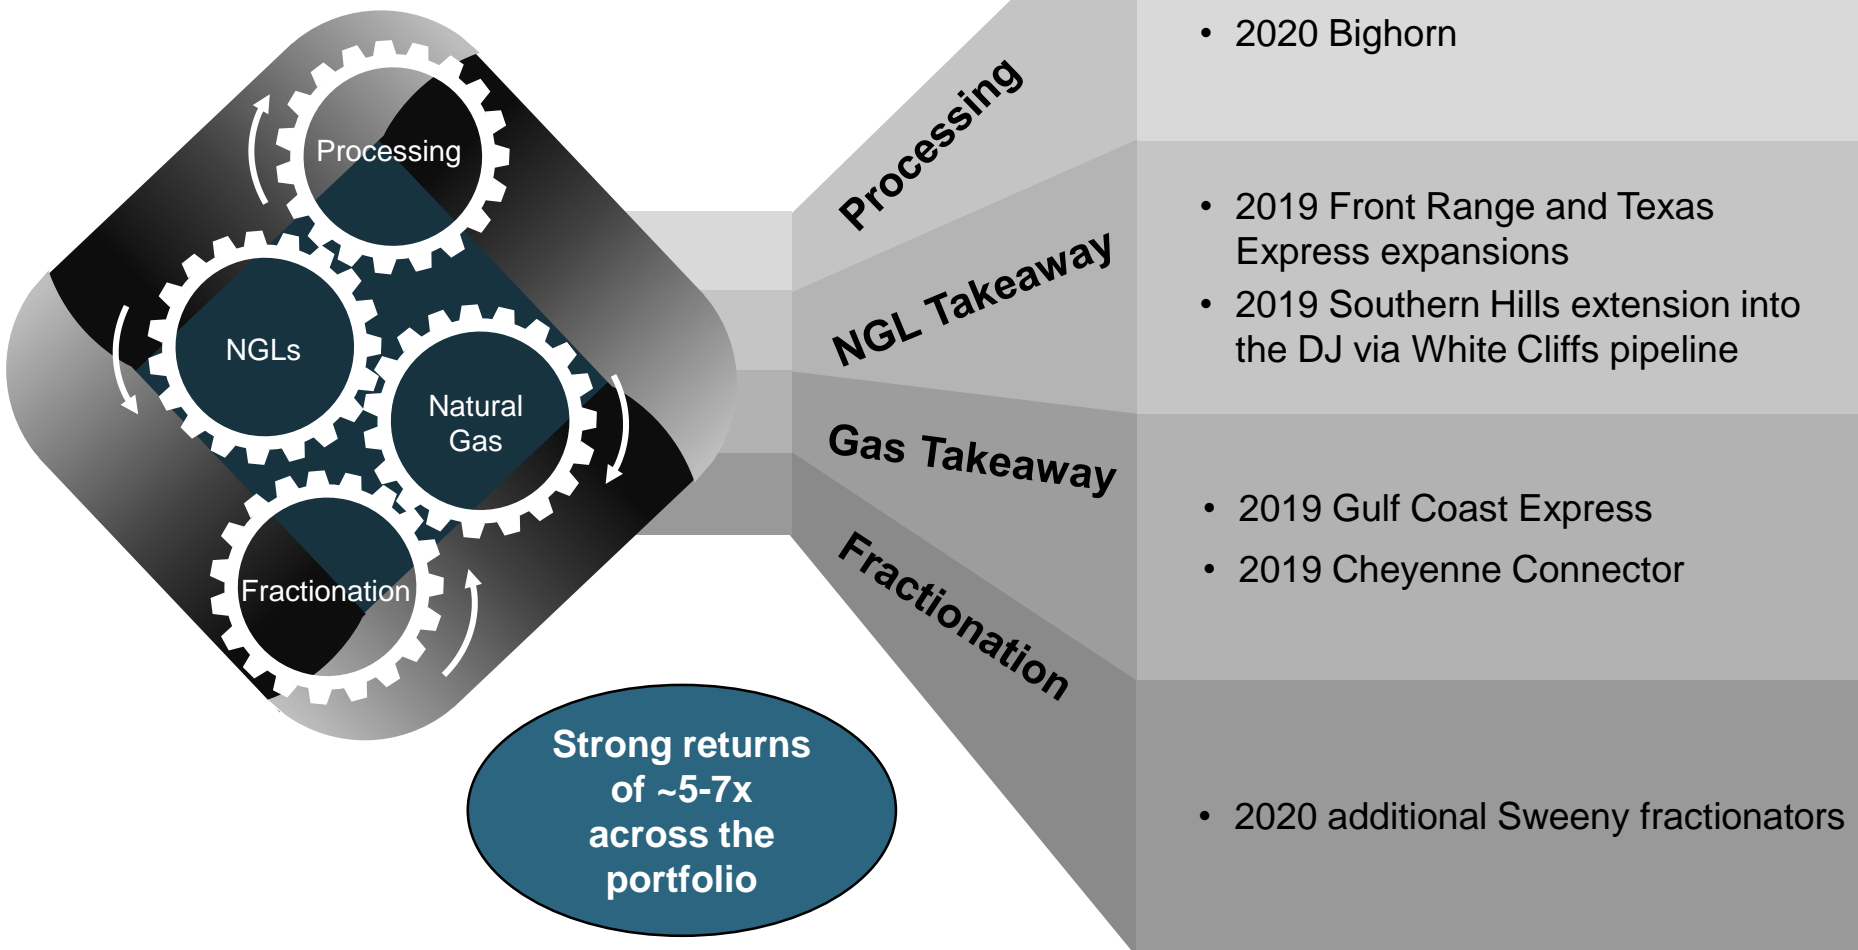 Processing
NGLs
Natural
Gas
Fractionation
Strong returns
of ~5-7x
across the
portfolio
Processing
NGL Takeaway
Gas Takeaway
Fractionation
• 2020 Bighorn
• 2019 Front Range and Texas
Express expansions
• 2019 Southern Hills extension into
the DJ via White Cliffs pipeline
• 2019 Gulf Coast Express
• 2019 Cheyenne Connector
• 2020 additional Sweeny fractionators